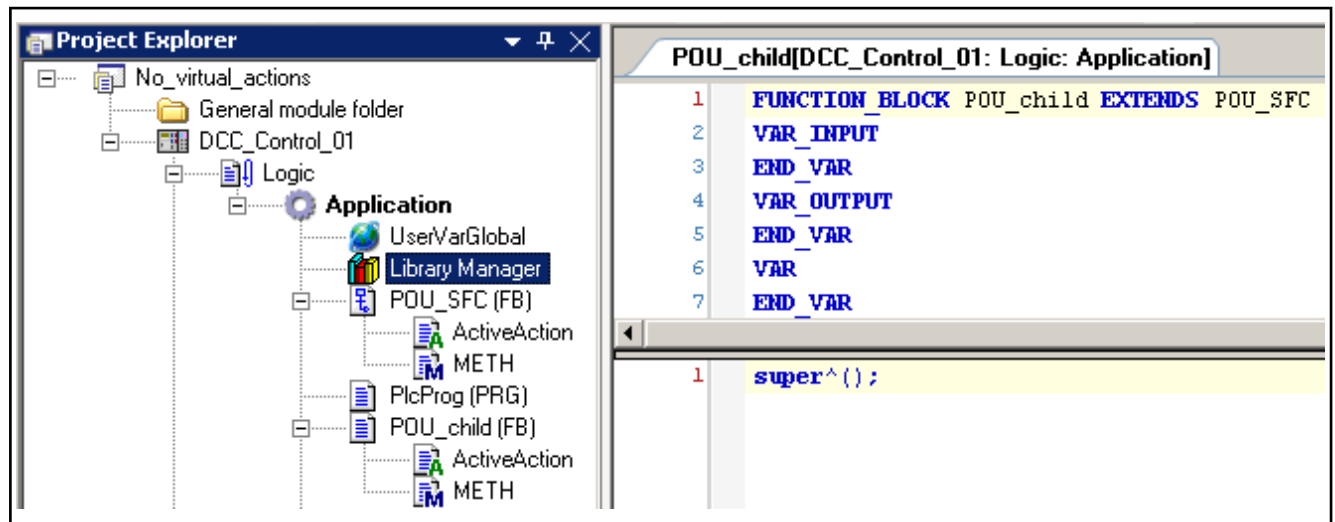 Project Explorer
No_virtual_actions
General module folder
DCC_Control_01
Logic
Application
UserVarGlobal
Library Manager
POU_SFC (FB)
ActiveAction
METH
PlcProg (PRG)
POU_child (FB)
ActiveAction
METH
POU_child[DCC_Control_01: Logic: Application]
1 FUNCTION_BLOCK POU_child EXTENDS POU_SFC
2 VAR_INPUT
3 END_VAR
4 VAR_OUTPUT
5 END_VAR
6 VAR
7 END_VAR
1 super^();